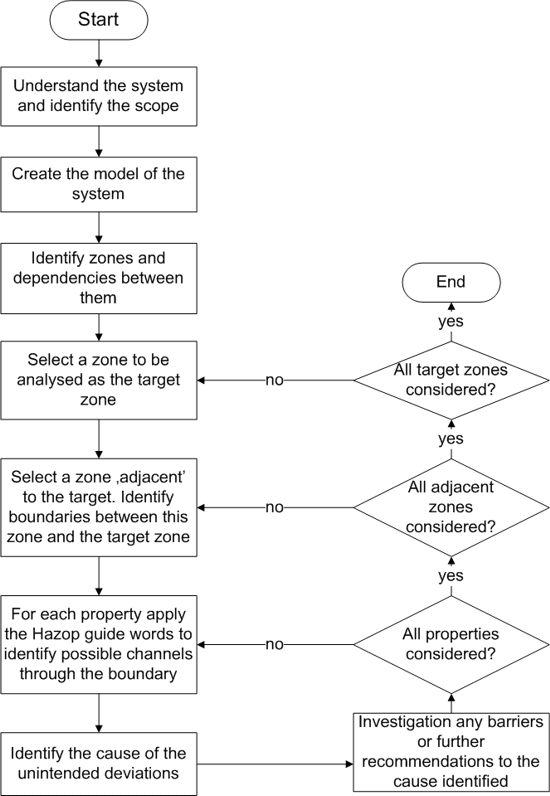 Start
Understand the system
and identify the scope
Create the model of the
system
Identify zones and
dependencies between
them
Select a zone to be
analysed as the target
zone
Select a zone ‚adjacent’
to the target. Identify
boundaries between this
zone and the target zone
For each property apply
the Hazop guide words to
identify possible channels
through the boundary
Identify the cause of the
unintended deviations
Investigation any barriers
or further
recommendations to the
cause identified
All properties
considered?
no
yes
All adjacent
zones
considered?
no
yes
All target zones
considered?
no
yes
End